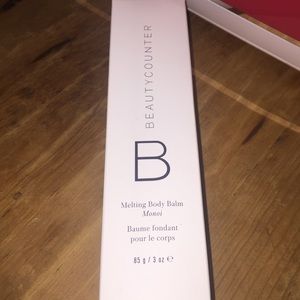 BEAUTYCOUNTER
B
Melting Body Balm
Monoi
Baume fondant
pour le corps
85 g / 3 oz ℮